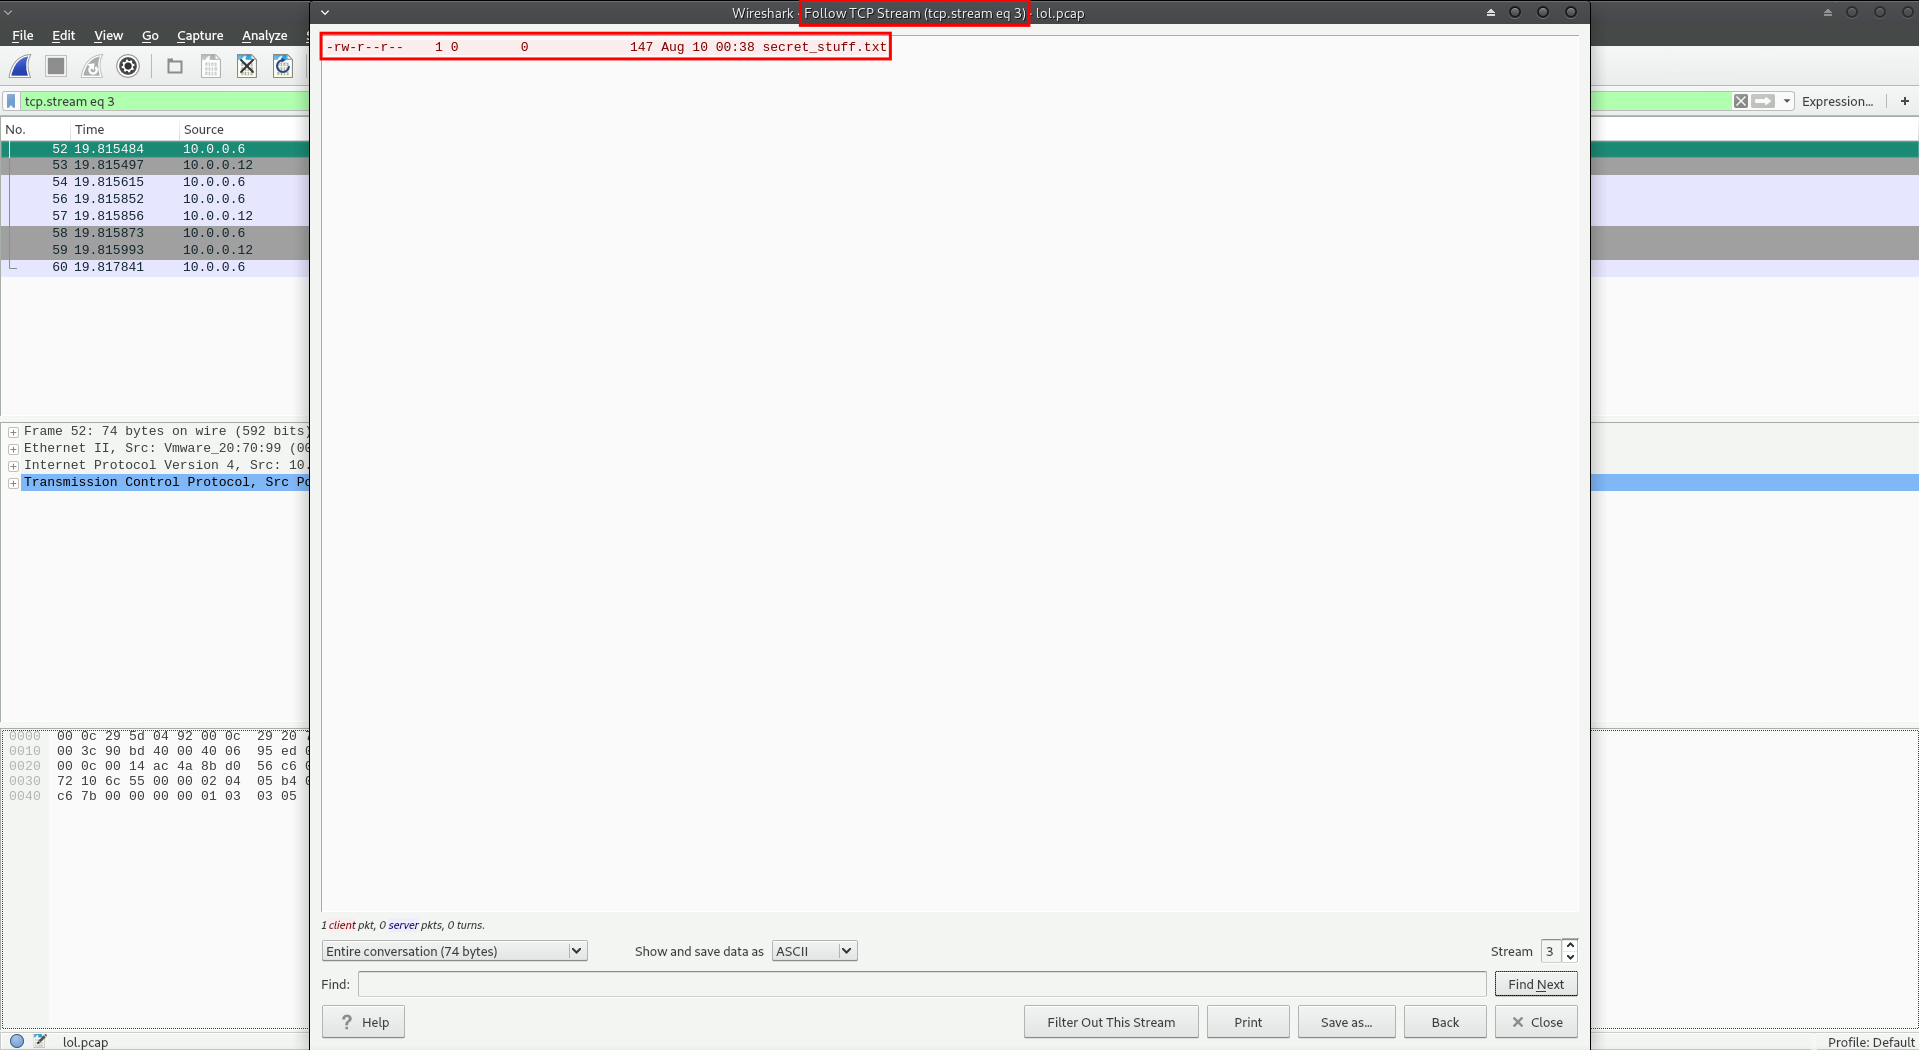 Wireshark · Follow TCP Stream (tcp.stream eq 3) · lol.pcap
File Edit View Go Capture Analyze
-rw-r--r--    1 0        0             147 Aug 10 00:38 secret_stuff.txt
tcp.stream eq 3
Expression... +
No. Time Source
52 19.815484 10.0.0.6
53 19.815497 10.0.0.12
54 19.815615 10.0.0.6
56 19.815852 10.0.0.6
57 19.815856 10.0.0.12
58 19.815873 10.0.0.6
59 19.815993 10.0.0.12
60 19.817841 10.0.0.6
Frame 52: 74 bytes on wire (592 bits)
Ethernet II, Src: Vmware_20:70:99 (00
Internet Protocol Version 4, Src: 10.
Transmission Control Protocol, Src Po
0000 00 0c 29 5d 04 92 00 0c 29 20
0010 00 3c 90 bd 40 00 40 06 95 ed
0020 00 0c 00 14 ac 4a 8b d0 56 c6
0030 72 10 6c 55 00 00 02 04 05 b4
0040 c6 7b 00 00 00 00 01 03 03 05
1 client pkt, 0 server pkts, 0 turns.
Entire conversation (74 bytes) Show and save data as ASCII Stream 3
Find: Find Next
? Help Filter Out This Stream Print Save as... Back Close
lol.pcap Profile: Default